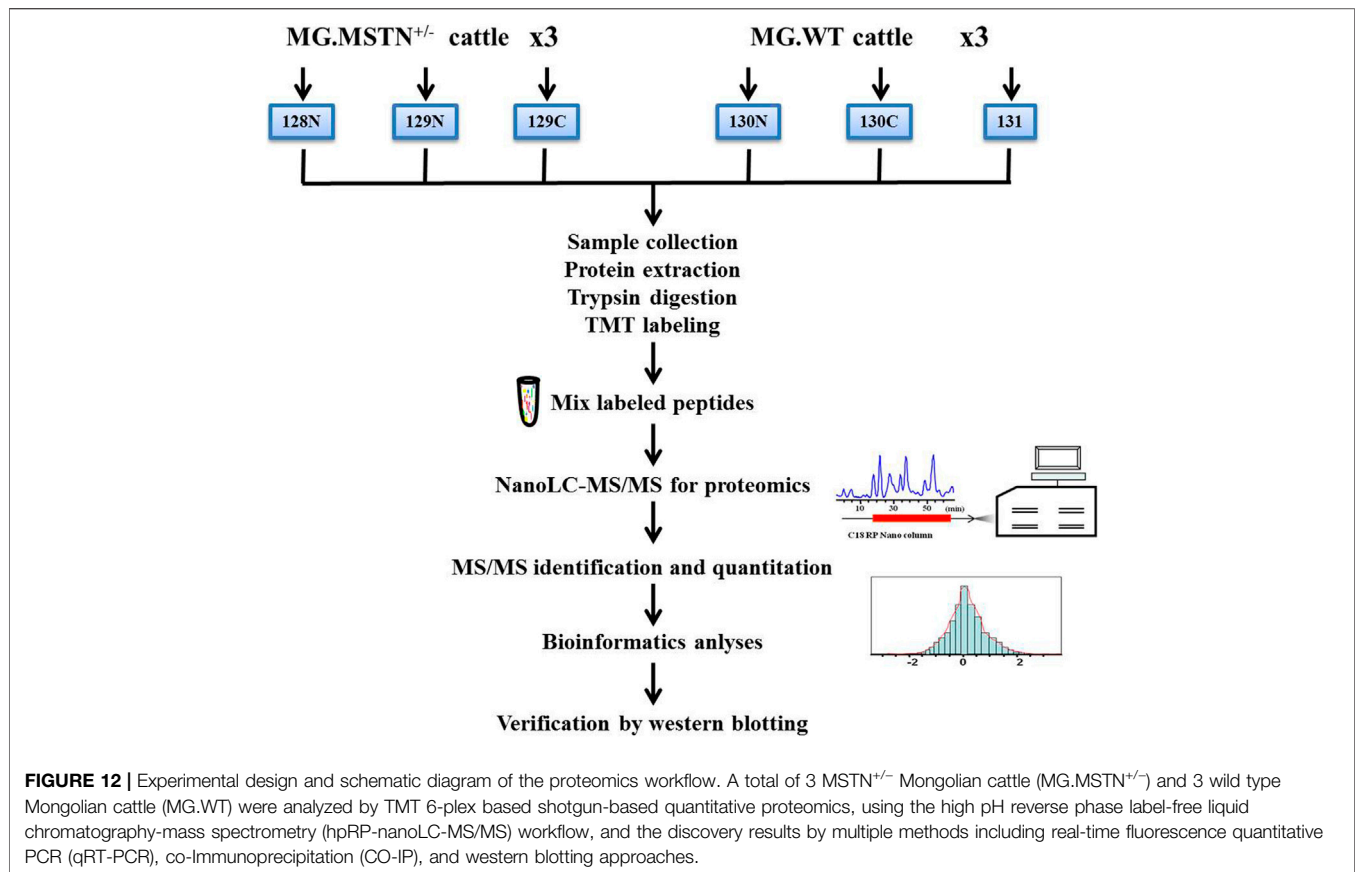 MG.MSTN+/- cattle x3
MG.WT cattle x3
128N
129N
129C
130N
130C
131
Sample collection
Protein extraction
Trypsin digestion
TMT labeling
Mix labeled peptides
NanoLC-MS/MS for proteomics
10 30 50 (min)
C18 RP Nano column
MS/MS identification and quantitation
-2 0 2
Bioinformatics anlyses
Verification by western blotting
FIGURE 12 | Experimental design and schematic diagram of the proteomics workflow. A total of 3 MSTN+/− Mongolian cattle (MG.MSTN+/−) and 3 wild type
Mongolian cattle (MG.WT) were analyzed by TMT 6-plex based shotgun-based quantitative proteomics, using the high pH reverse phase label-free liquid
chromatography-mass spectrometry (hpRP-nanoLC-MS/MS) workflow, and the discovery results by multiple methods including real-time fluorescence quantitative
PCR (qRT-PCR), co-Immunoprecipitation (CO-IP), and western blotting approaches.